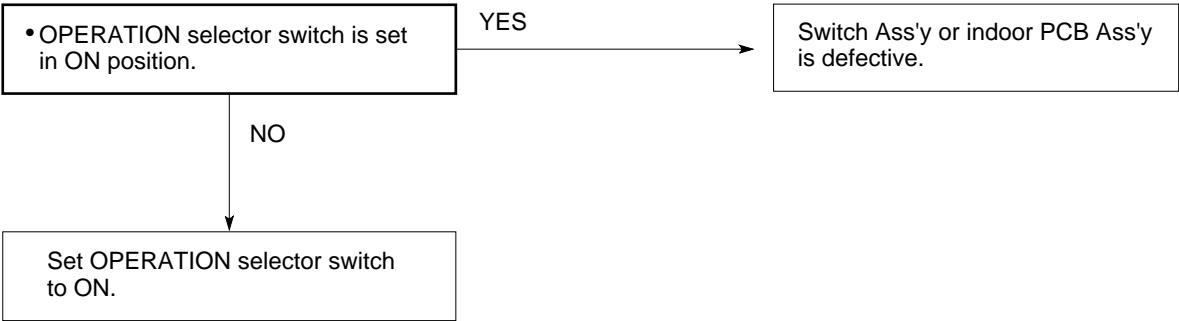 • OPERATION selector switch is set
in ON position.
YES
Switch Ass'y or indoor PCB Ass'y
is defective.
NO
Set OPERATION selector switch
to ON.